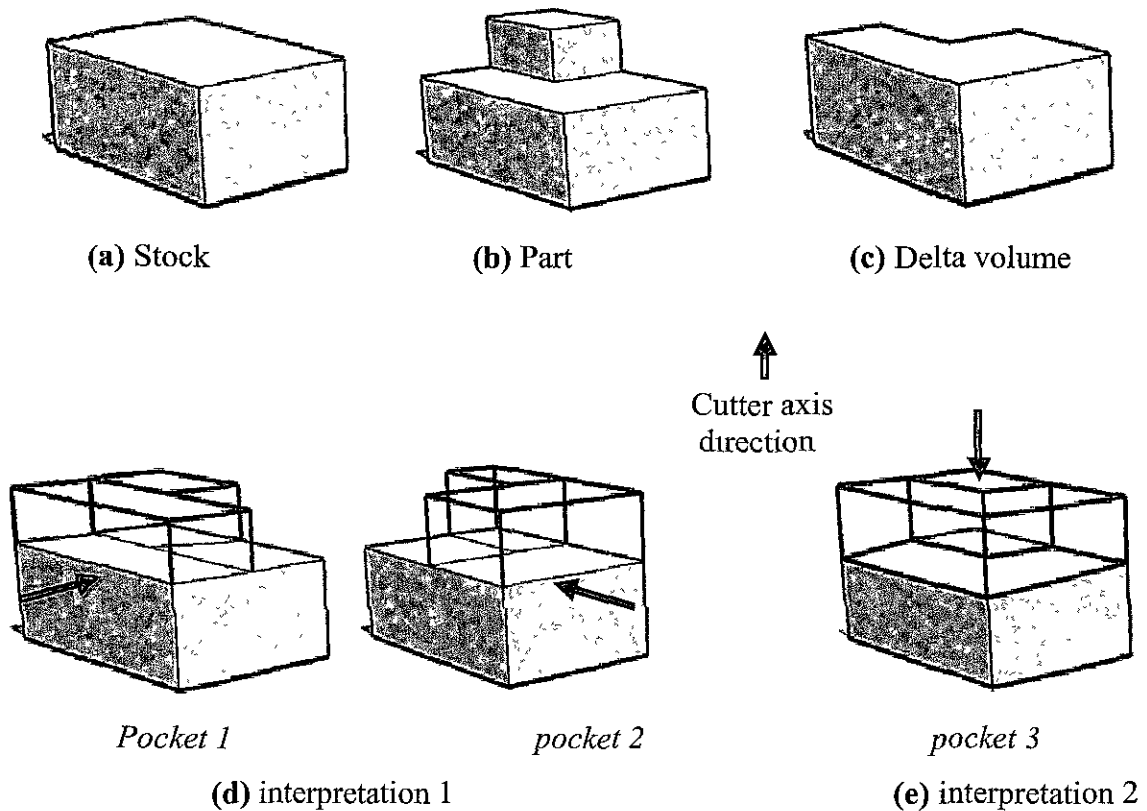 (a) Stock
(b) Part
(c) Delta volume
Cutter axis
direction
Pocket 1
pocket 2
pocket 3
(d) interpretation 1
(e) interpretation 2